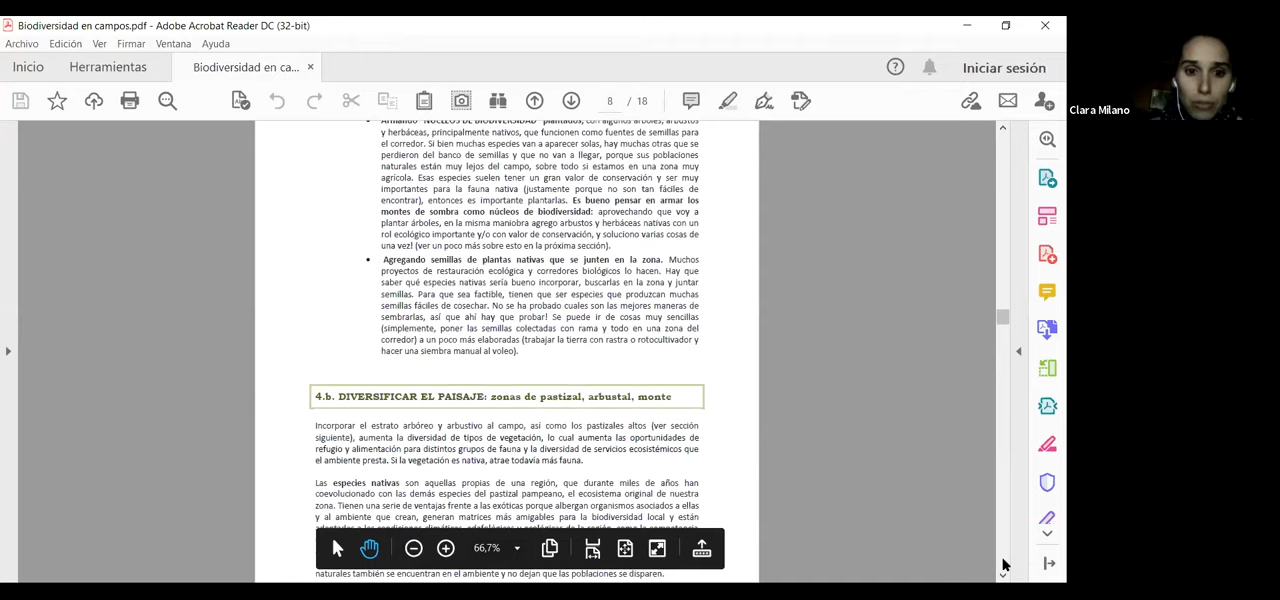 Biodiversidad en campos.pdf - Adobe Acrobat Reader DC (32-bit)
Archivo Edición Ver Firmar Ventana Ayuda
Inicio Herramientas Biodiversidad en ca... × Iniciar sesión
8 / 18
Clara Milano
• Armando "NÚCLEOS DE BIODIVERSIDAD" plantados, con algunos árboles, arbustos
y herbáceas, principalmente nativos, que funcionen como fuentes de semillas para
el corredor. Si bien muchas especies van a aparecer solas, hay muchas otras que se
perdieron del banco de semillas y que no van a llegar, porque sus poblaciones
naturales están muy lejos del campo, sobre todo si estamos en una zona muy
agrícola. Esas especies suelen tener un gran valor de conservación y ser muy
importantes para la fauna nativa (justamente porque no son tan fáciles de
encontrar), entonces es importante plantarlas. Es bueno pensar en armar los
montes de sombra como núcleos de biodiversidad: aprovechando que voy a
plantar árboles, en la misma maniobra agrego arbustos y herbáceas nativas con un
rol ecológico importante y/o con valor de conservación, y soluciono varias cosas de
una vez! (ver un poco más sobre esto en la próxima sección).
• Agregando semillas de plantas nativas que se junten en la zona. Muchos
proyectos de restauración ecológica y corredores biológicos lo hacen. Hay que
saber qué especies nativas sería bueno incorporar, buscarlas en la zona y juntar
semillas. Para que sea factible, tienen que ser especies que produzcan muchas
semillas fáciles de cosechar. No se ha probado cuales son las mejores maneras de
sembrarlas, así que ahí hay que probar! Se puede ir de cosas muy sencillas
(simplemente, poner las semillas colectadas con rama y todo en una zona del
corredor) a un poco más elaboradas (trabajar la tierra con rastra o rotocultivador y
hacer una siembra manual al voleo).
4.b. DIVERSIFICAR EL PAISAJE: zonas de pastizal, arbustal, monte
Incorporar el estrato arbóreo y arbustivo al campo, así como los pastizales altos (ver sección
siguiente), aumenta la diversidad de tipos de vegetación, lo cual aumenta las oportunidades de
refugio y alimentación para distintos grupos de fauna y la diversidad de servicios ecosistémicos que
el ambiente presta. Si la vegetación es nativa, atrae todavía más fauna.
Las especies nativas son aquellas propias de una región, que durante miles de años han
coevolucionado con las demás especies del pastizal pampeano, el ecosistema original de nuestra
zona. Tienen una serie de ventajas frente a las exóticas porque albergan organismos asociados a ellas
y al ambiente que crean, generan matrices más amigables para la biodiversidad local y están
66,7%
naturales también se encuentran en el ambiente y no dejan que las poblaciones se disparen.